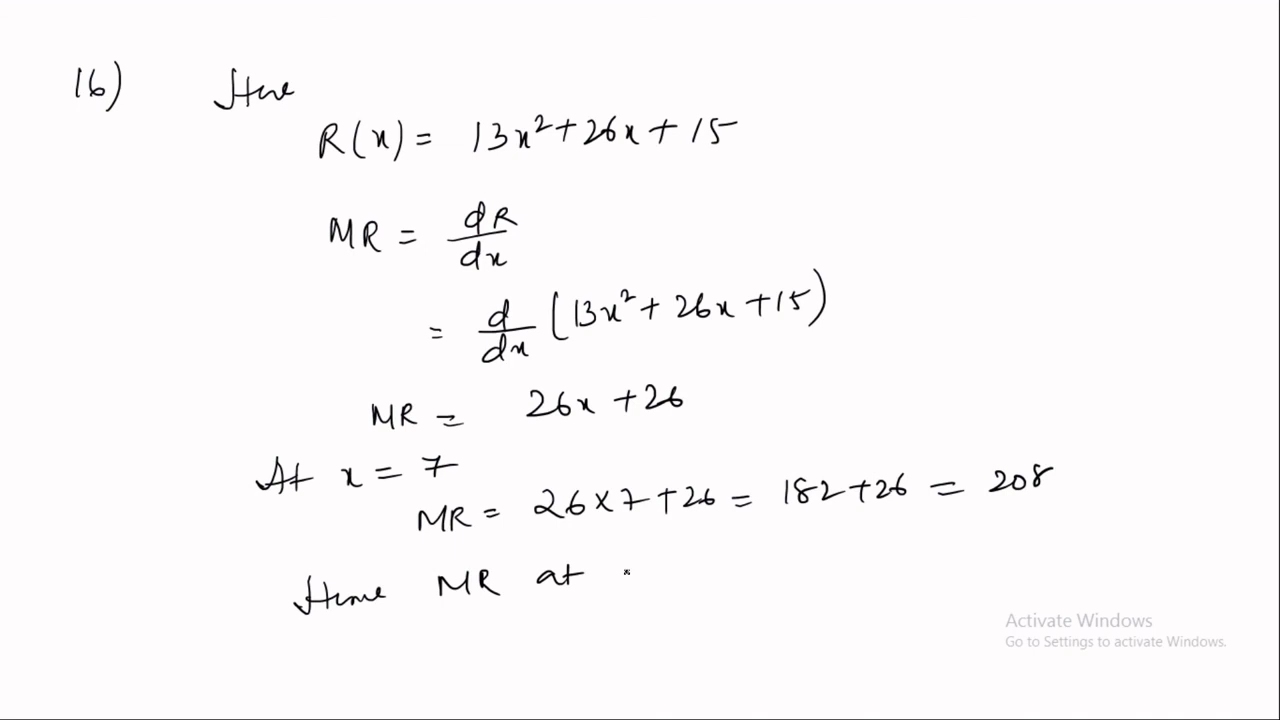 16) Here
R(x) = 13x²+26x+15
MR = dR/dx
= d/dx (13x²+26x+15)
MR = 26x+26
At x = 7
MR = 26×7+26 = 182+26 = 208
Hence MR at
Activate Windows
Go to Settings to activate Windows.